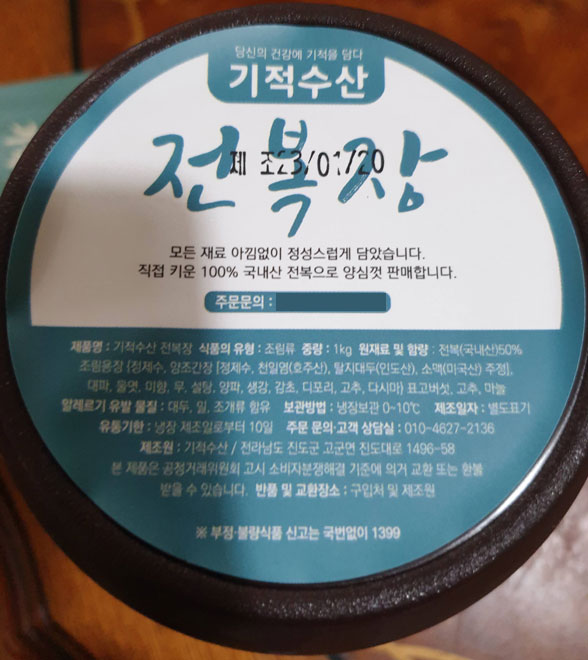 당신의 건강에 기적을 담다
기적수산
전복장
제 조23/01/20
모든 재료 아낌없이 정성스럽게 담았습니다.
직접 키운 100% 국내산 전복으로 양심껏 판매합니다.
주문문의 :
제품명 : 기적수산 전복장 식품의 유형 : 조림류 중량 : 1kg 원재료 및 함량 : 전복(국내산)50%
조림용장 {정제수, 양조간장 [정제수, 천일염(호주산), 탈지대두(인도산), 소맥(미국산) 주정],
대파, 물엿, 미향, 무, 설탕, 양파, 생강, 감초, 디포리, 고추, 다시마} 표고버섯, 고추, 마늘
알레르기 유발 물질 : 대두, 밀, 조개류 함유 보관방법 : 냉장보관 0-10℃ 제조일자 : 별도표기
유통기한 : 냉장 제조일로부터 10일 주문 문의·고객 상담실 : 010-4627-2136
제조원 : 기적수산 / 전라남도 진도군 고군면 진도대로 1496-58
본 제품은 공정거래위원회 고시 소비자분쟁해결 기준에 의거 교환 또는 환불
받을 수 있습니다. 반품 및 교환장소 : 구입처 및 제조원
※ 부정·불량식품 신고는 국번없이 1399